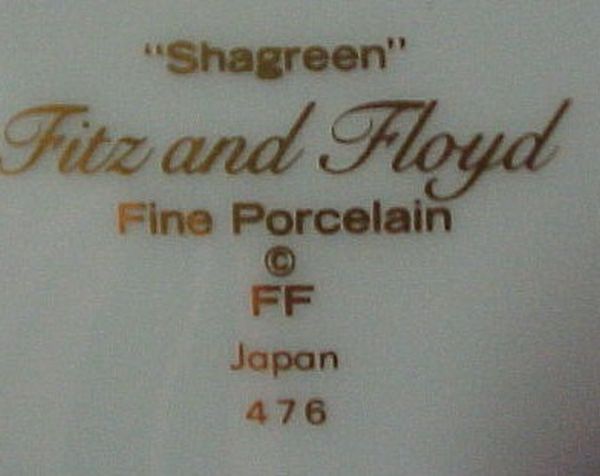 "Shagreen"
Fitz and Floyd
Fine Porcelain
©
FF
Japan
476